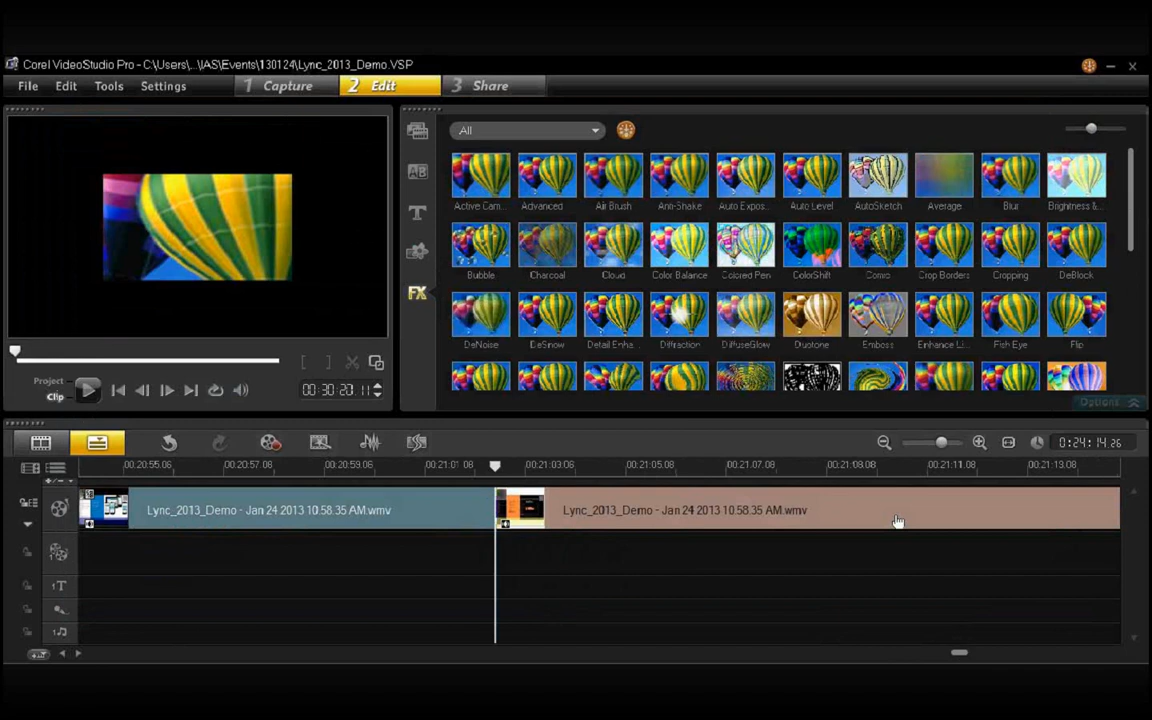 Corel VideoStudio Pro - C:\Users\...\IAS\Events\130124\Lync_2013_Demo.VSP
File Edit Tools Settings 1 Capture 2 Edit 3 Share
All
Active Cam... Advanced Air Brush Anti-Shake Auto Expos... Auto Level AutoSketch Average Blur Brightness &...
Bubble Charcoal Cloud Color Balance Colored Pen ColorShift Comic Crop Borders Cropping DeBlock
DeNoise DeSnow Detail Enha... Diffraction DiffuseGlow Duotone Emboss Enhance Li... Fish Eye Flip
AB
T
FX
Project
Clip
00:30:20.11
Options
0:24:14.26
00:20:55.06 00:20:57.08 00:20:59.06 00:21:01.08 00:21:03.06 00:21:05.08 00:21:07.08 00:21:08.08 00:21:11.08 00:21:13.08
Lync_2013_Demo - Jan 24 2013 10.58.35 AM.wmv Lync_2013_Demo - Jan 24 2013 10.58.35 AM.wmv
1T